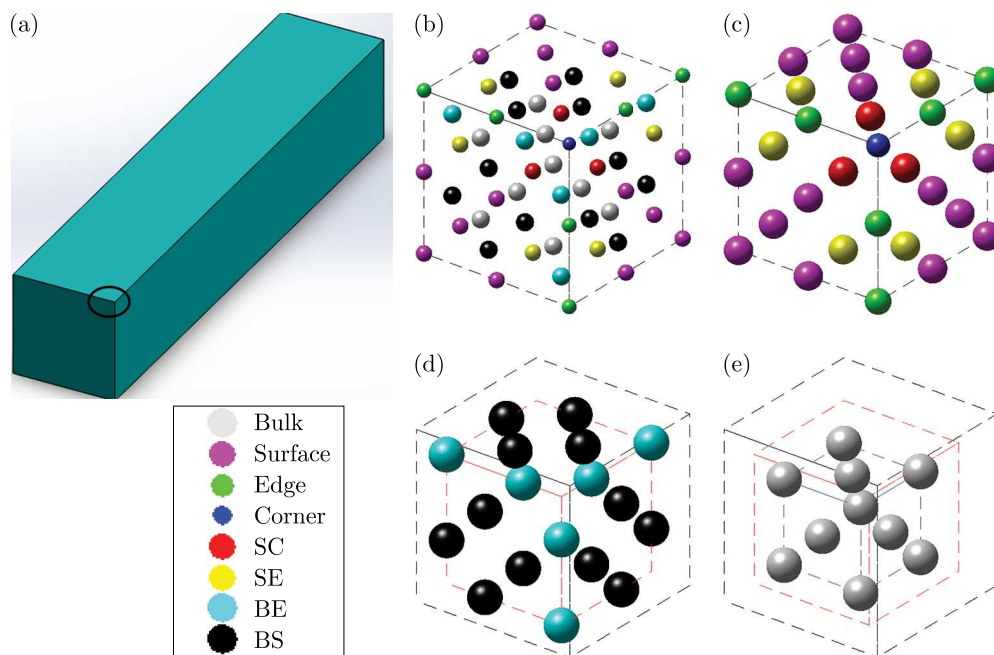 (a)
(b)
(c)
(d)
(e)
Bulk
Surface
Edge
Corner
SC
SE
BE
BS